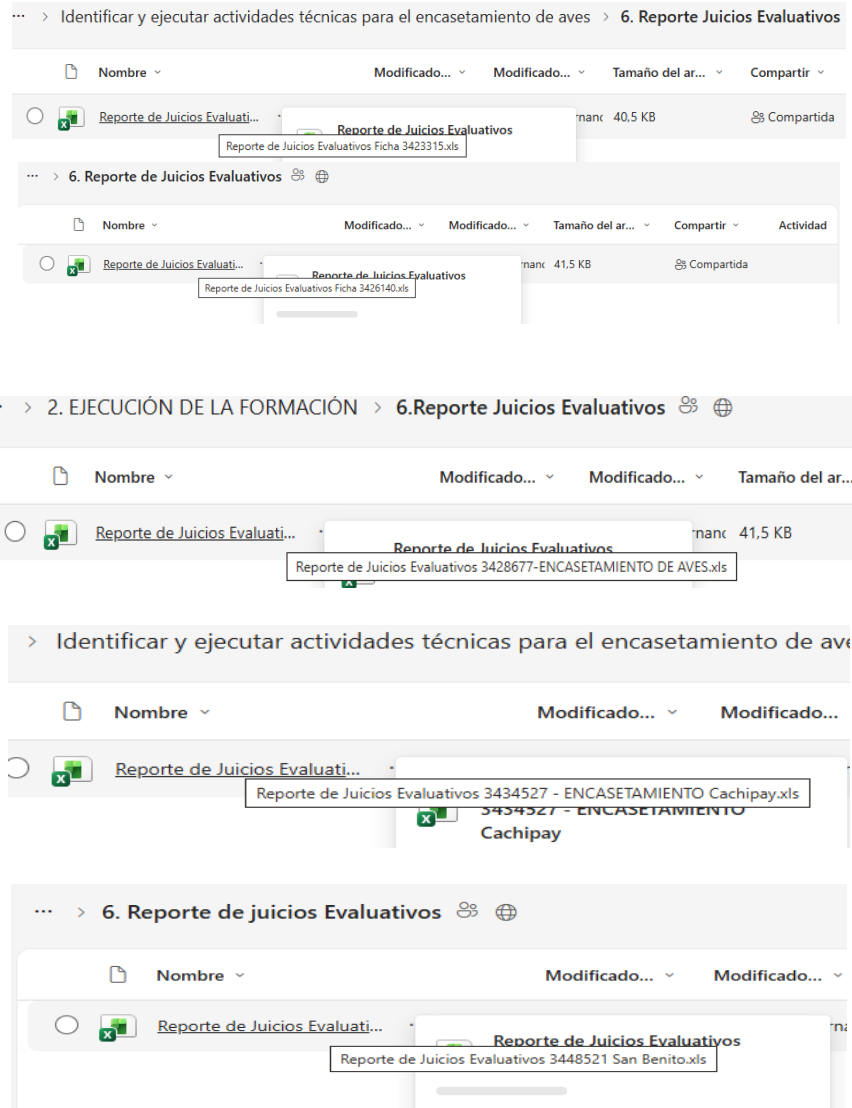 ··· > Identificar y ejecutar actividades técnicas para el encasetamiento de aves > 6. Reporte Juicios Evaluativos
Nombre Modificado... Modificado... Tamaño del ar... Compartir
Reporte de Juicios Evaluati... Reporte de Juicios Evaluativos 40,5 KB Compartida
Reporte de Juicios Evaluativos Ficha 3423315.xls
··· > 6. Reporte de Juicios Evaluativos
Nombre Modificado... Modificado... Tamaño del ar... Compartir Actividad
Reporte de Juicios Evaluati... Reporte de Juicios Evaluativos 41,5 KB Compartida
Reporte de Juicios Evaluativos Ficha 3426140.xls
> 2. EJECUCIÓN DE LA FORMACIÓN > 6.Reporte Juicios Evaluativos
Nombre Modificado... Modificado... Tamaño del ar...
Reporte de Juicios Evaluati... Reporte de Juicios Evaluativos 41,5 KB
Reporte de Juicios Evaluativos 3428677-ENCASETAMIENTO DE AVES.xls
> Identificar y ejecutar actividades técnicas para el encasetamiento de ave
Nombre Modificado... Modificado...
Reporte de Juicios Evaluati...
Reporte de Juicios Evaluativos 3434527 - ENCASETAMIENTO Cachipay.xls
3434527 - ENCASETAMIENTO
Cachipay
··· > 6. Reporte de juicios Evaluativos
Nombre Modificado... Modificado...
Reporte de Juicios Evaluati... Reporte de Juicios Evaluativos
Reporte de Juicios Evaluativos 3448521 San Benito.xls